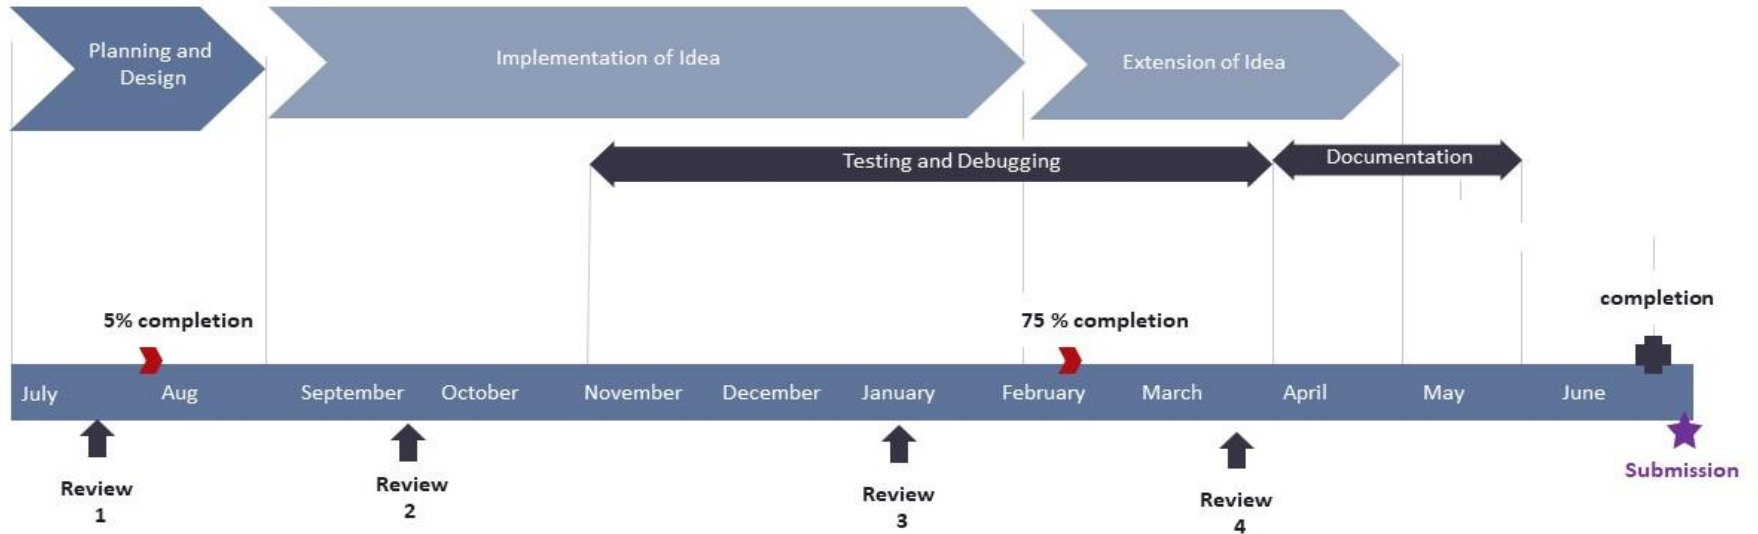 Planning and
Design
Implementation of Idea
Extension of Idea
Testing and Debugging
Documentation
5% completion
75 % completion
completion
July
Aug
September
October
November
December
January
February
March
April
May
June
Review
1
Review
2
Review
3
Review
4
Submission